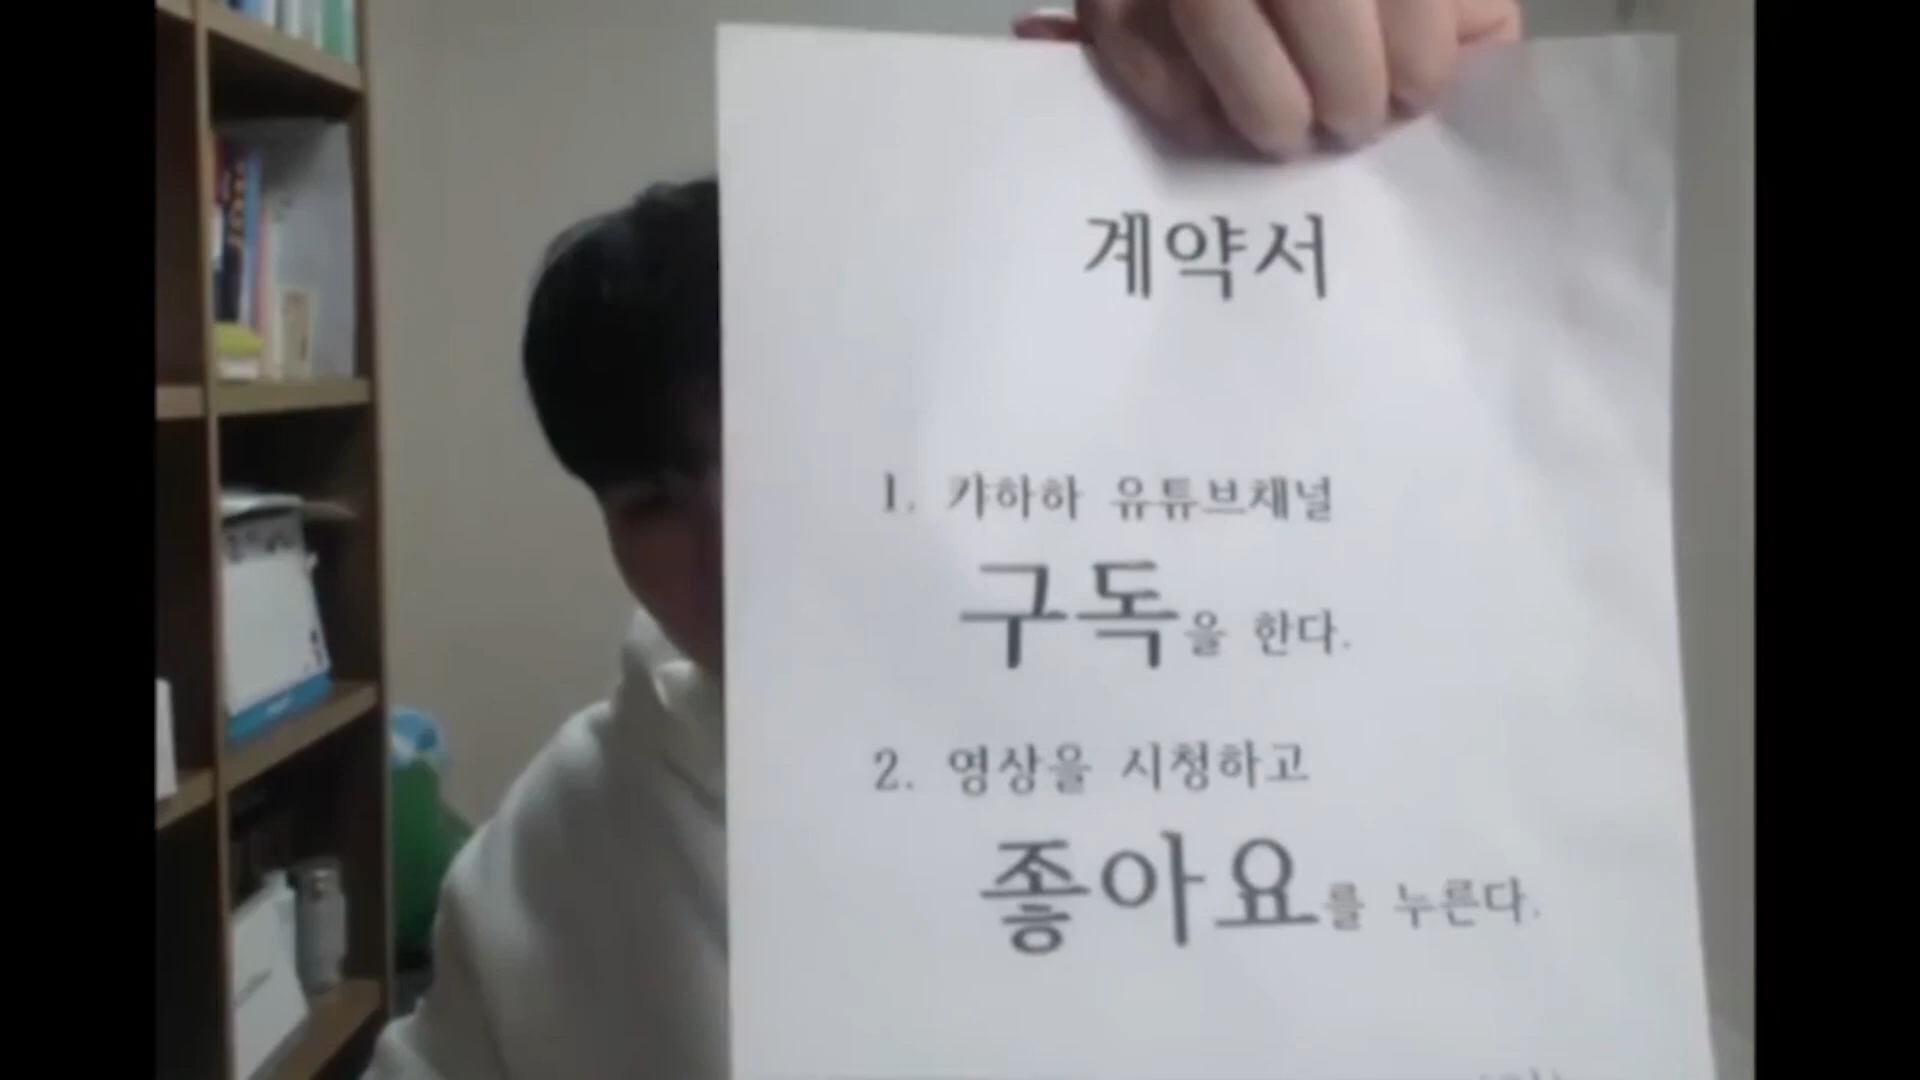 계약서
1. 캬하하 유튜브채널
구독을 한다.
2. 영상을 시청하고
좋아요를 누른다.